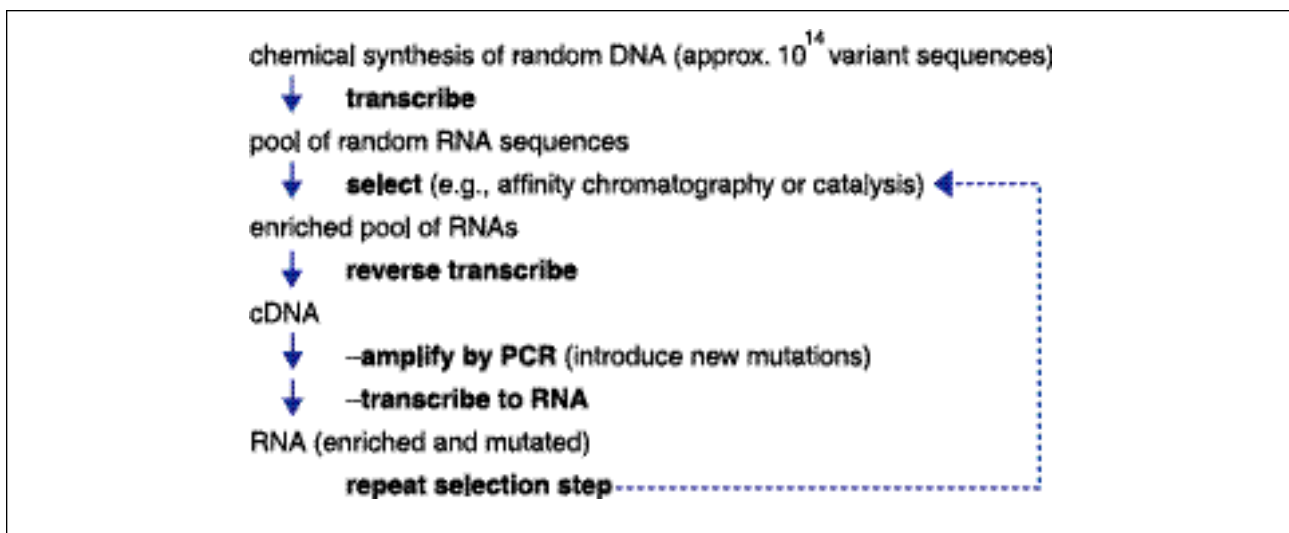 chemical synthesis of random DNA (approx. 10^14 variant sequences)
transcribe
pool of random RNA sequences
select (e.g., affinity chromatography or catalysis)
enriched pool of RNAs
reverse transcribe
cDNA
–amplify by PCR (introduce new mutations)
–transcribe to RNA
RNA (enriched and mutated)
repeat selection step